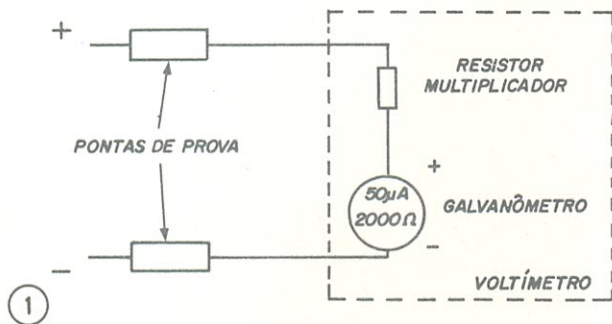 +
RESISTOR
MULTIPLICADOR
PONTAS DE PROVA
+
50µA
2000Ω
GALVANÔMETRO
−
−
VOLTÍMETRO
1